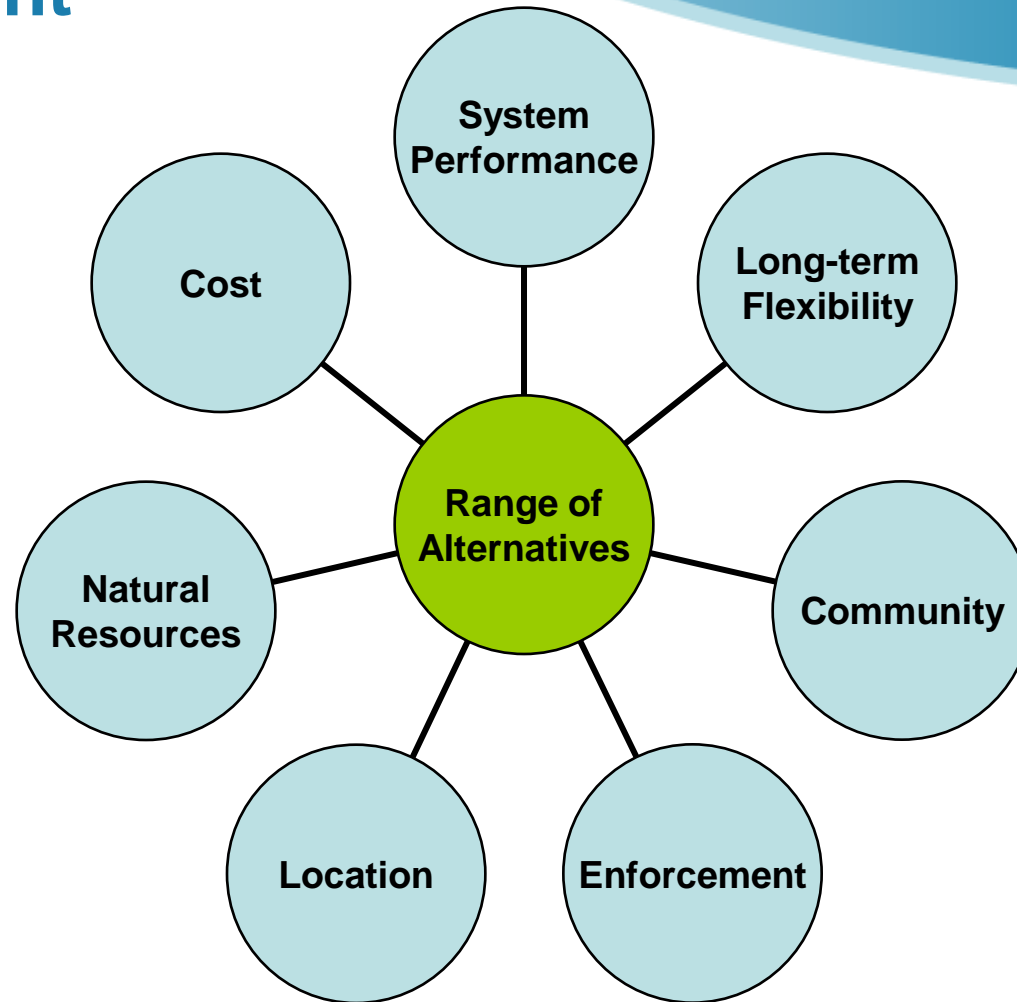 System
Performance
Long-term
Flexibility
Cost
Range of
Alternatives
Natural
Resources
Community
Location
Enforcement